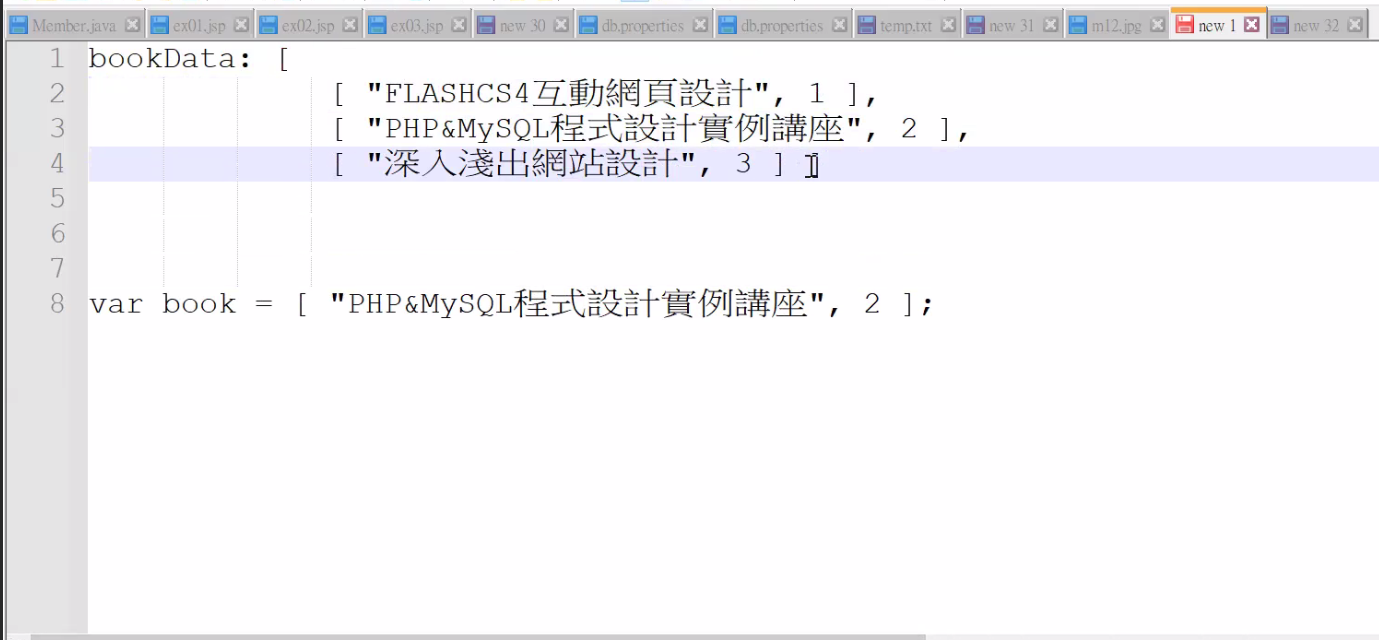 Member.java ex01.jsp ex02.jsp ex03.jsp new 30 db.properties db.properties temp.txt new 31 m12.jpg new 1 new 32
1 bookData: [
2 [ "FLASHCS4互動網頁設計", 1 ],
3 [ "PHP&MySQL程式設計實例講座", 2 ],
4 [ "深入淺出網站設計", 3 ]
5
6
7
8 var book = [ "PHP&MySQL程式設計實例講座", 2 ];